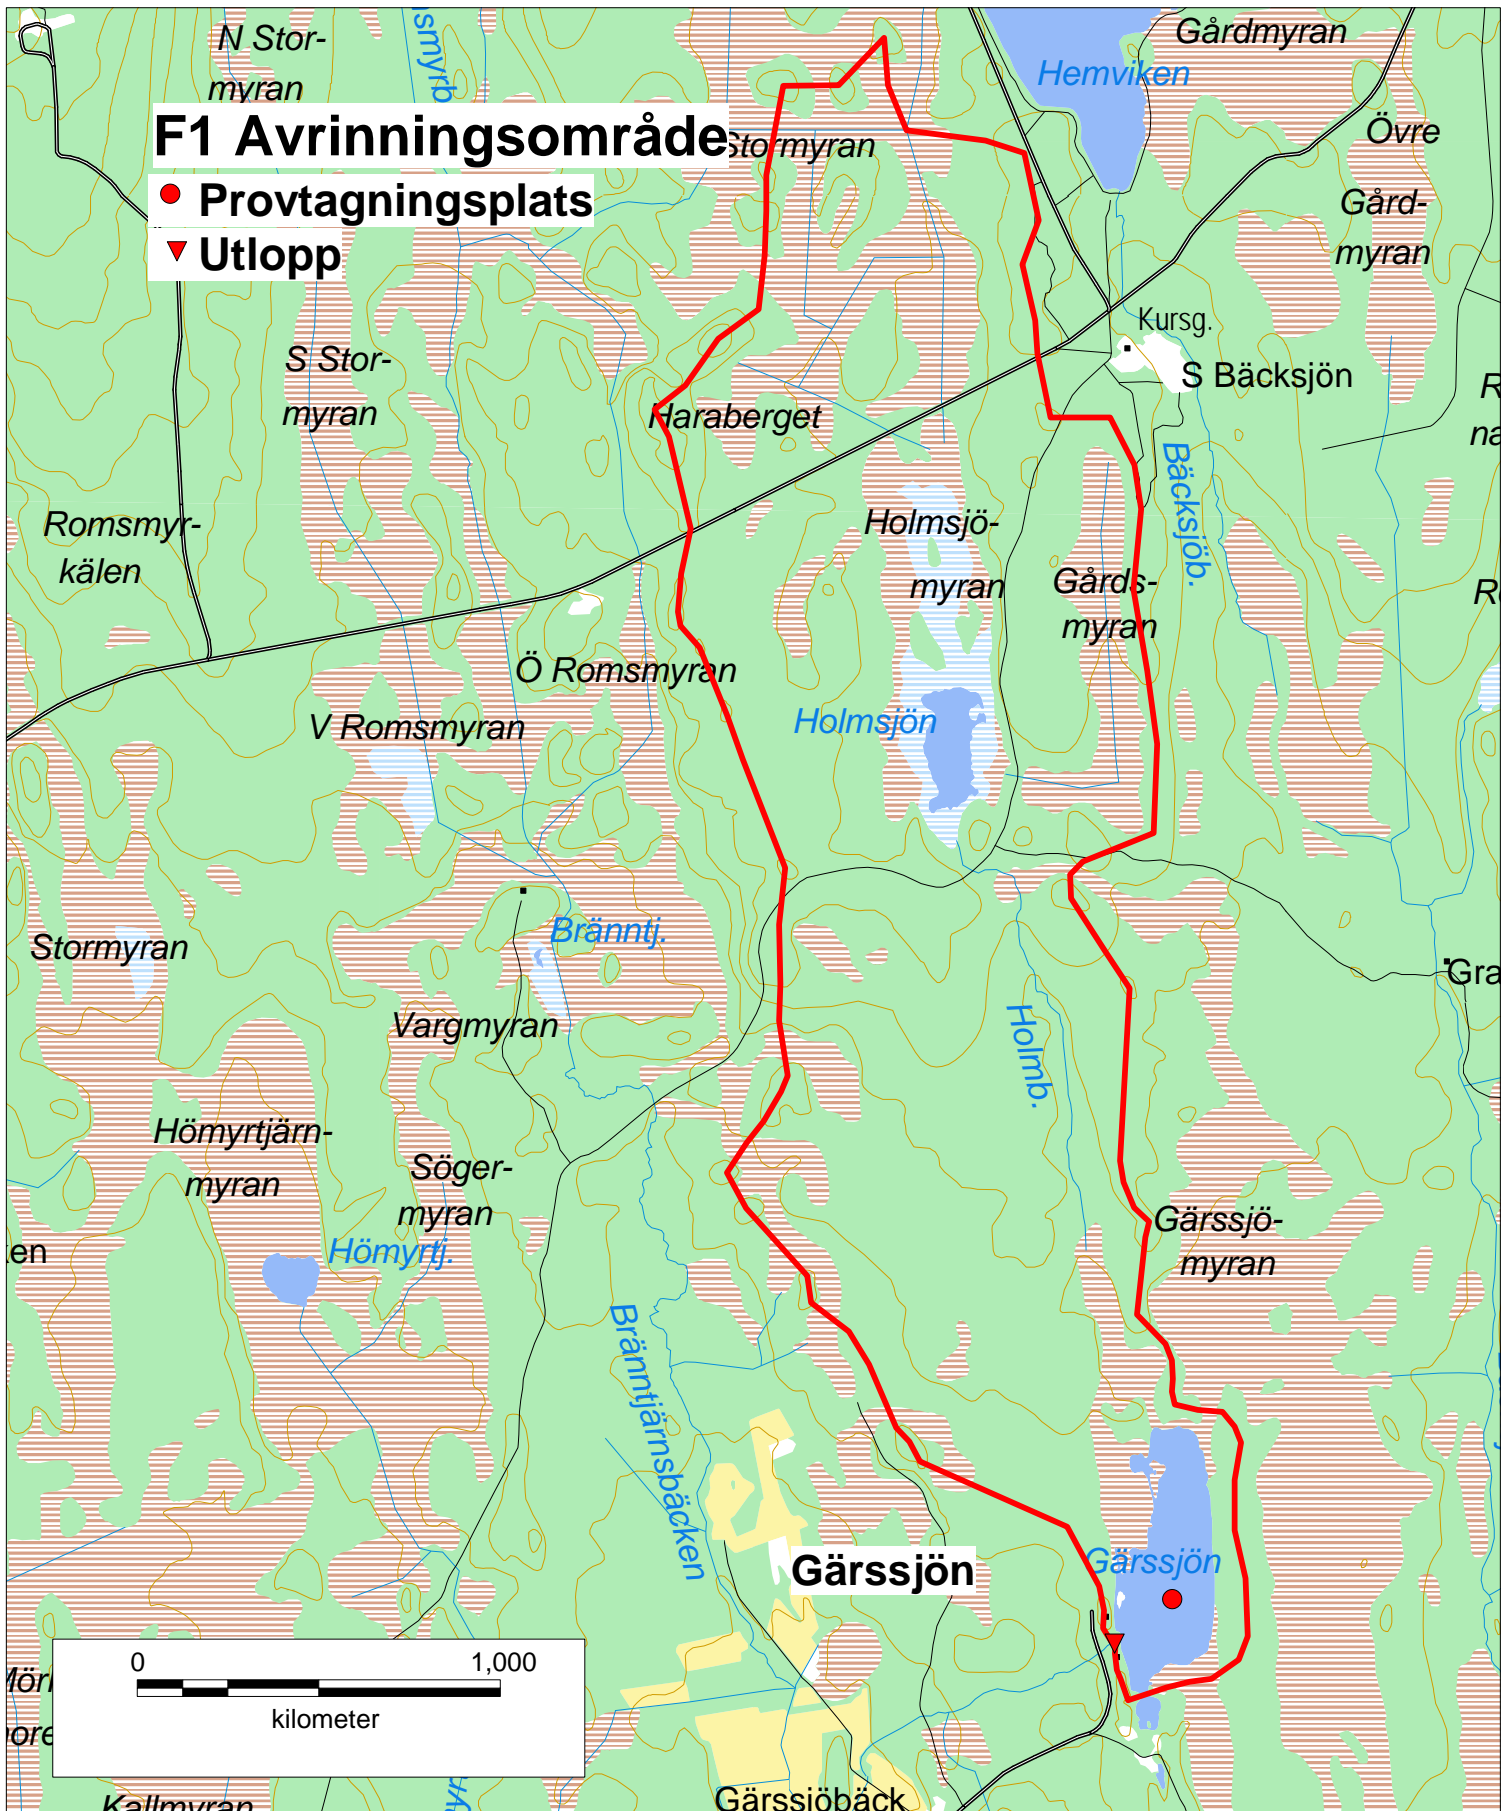 N Stor-
myran
Gårdmyran
Hemviken
F1 Avrinningsområde
Stormyran
Övre
Gård-
myran
Provtagningsplats
Utlopp
Kursg.
S Bäcksjön
S Stor-
myran
Haraberget
Bäcksjöb.
Romsmyr-
kälen
Holmsjö-
myran
Gårds-
myran
Ö Romsmyran
V Romsmyran
Holmsjön
Stormyran
Bränntj.
Gra
Vargmyran
Holmb.
Hömyrtjärn-
myran
Söger-
myran
Gärssjö-
myran
Hömyrtj.
Bränntjärnsbäcken
Gärssjön
Gärssjön
0 1,000
kilometer
Gärssjöbäck
Kallmyran